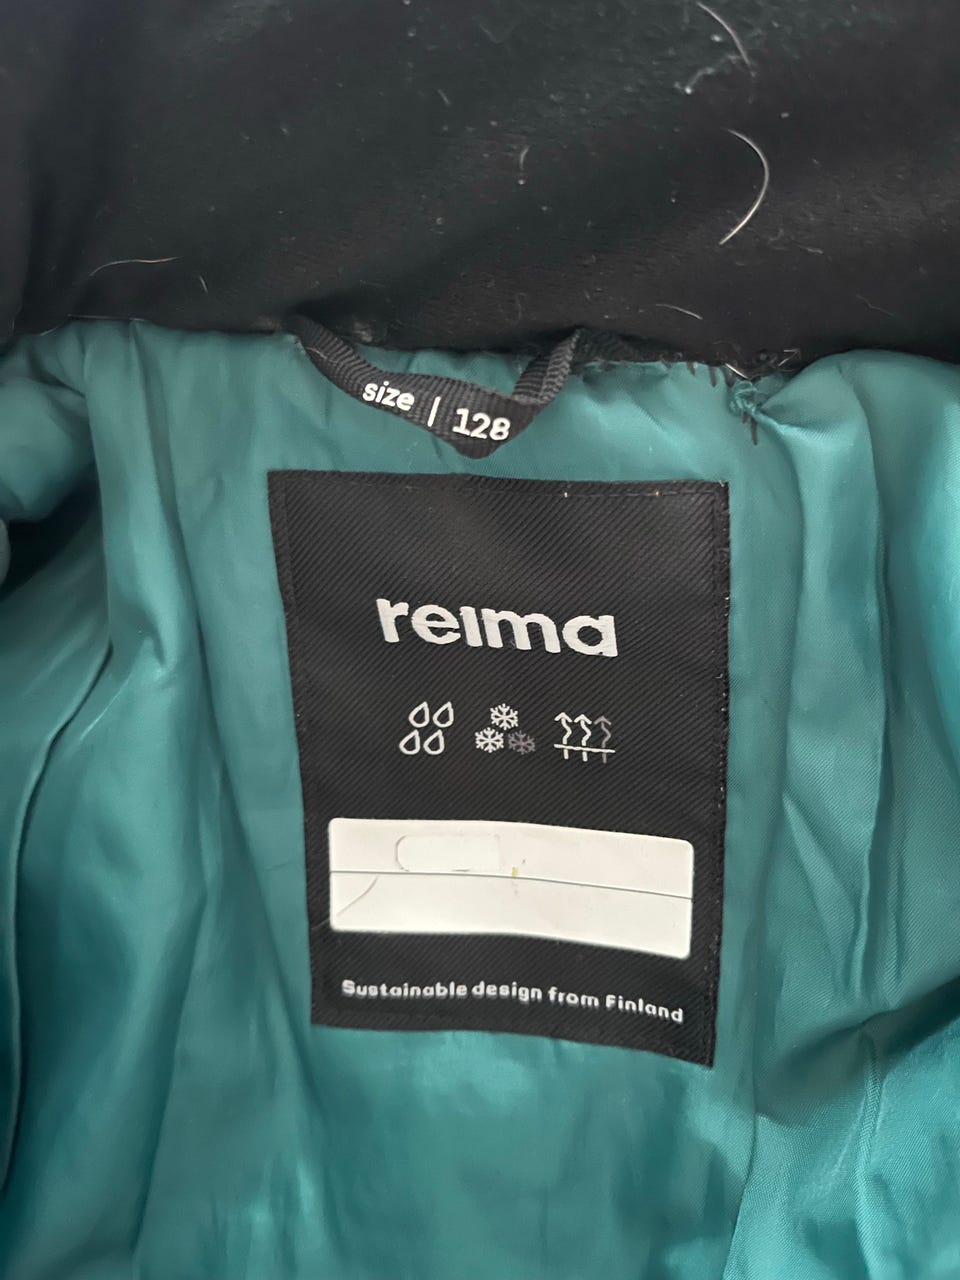 size | 128
reima
Sustainable design from Finland